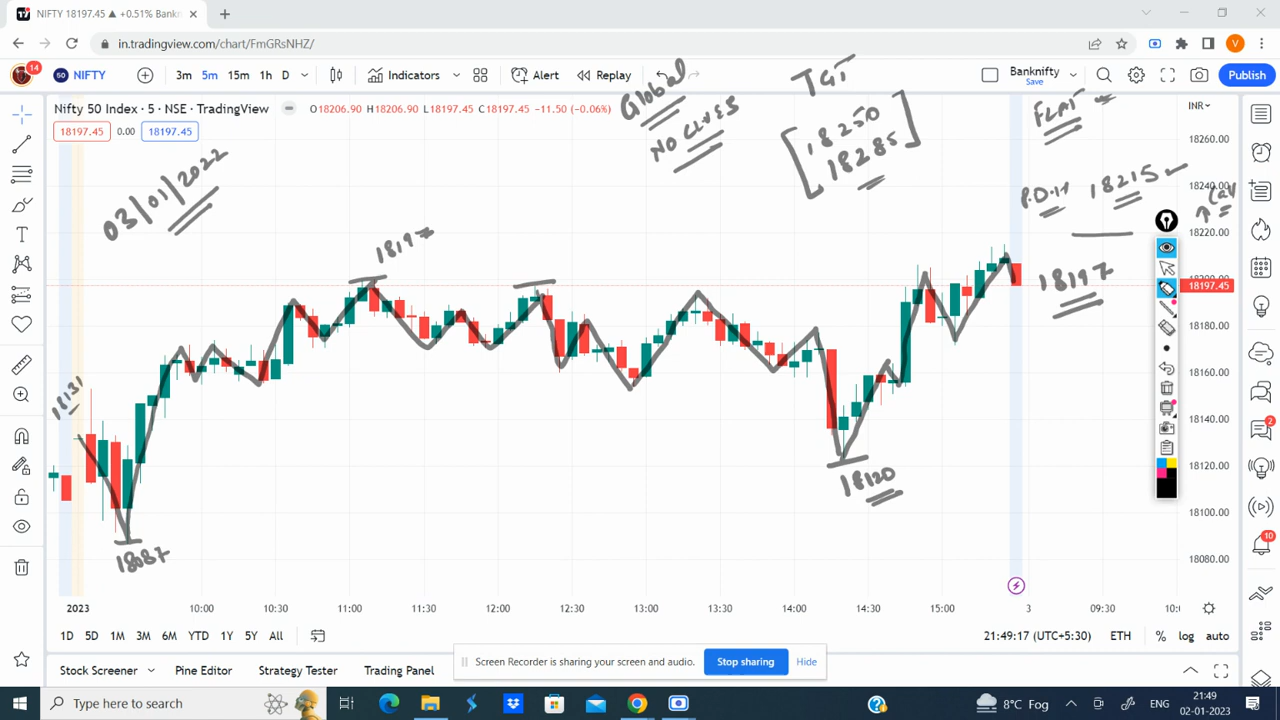 NIFTY 18197.45 ▲ +0.51% Bankn
in.tradingview.com/chart/FmGRsNHZ/
V
14
NIFTY
3m 5m 15m 1h D
Indicators
Alert
Replay
Banknifty
Save
Publish
Nifty 50 Index · 5 · NSE · TradingView
O18206.90 H18206.90 L18197.45 C18197.45 -11.50 (-0.06%)
INR
18197.45 0.00 18197.45
Global
NO CLUES
TGT
18250
18285
FLAT
P.D.H 18215
18197
03/01/2022
18197
18131
18087
18120
18260.00
18240.00
18220.00
18200.00
18197.45
18180.00
18160.00
18140.00
18120.00
18100.00
18080.00
2
10
2023 10:00 10:30 11:00 11:30 12:00 12:30 13:00 13:30 14:00 14:30 15:00 3 09:30 10:
1D 5D 1M 3M 6M YTD 1Y 5Y All
21:49:17 (UTC+5:30) ETH % log auto
Screen Recorder is sharing your screen and audio. Stop sharing Hide
Stock Screener Pine Editor Strategy Tester Trading Panel
Type here to search
8°C Fog
ENG
21:49
02-01-2023